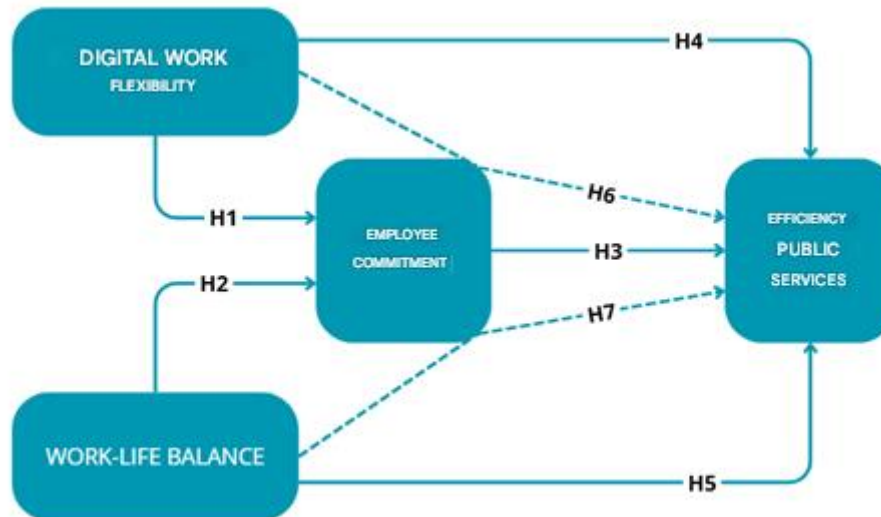 DIGITAL WORK
FLEXIBILITY
H4
H1
EMPLOYEE
COMMITMENT
H6
H3
H7
EFFICIENCY
PUBLIC
SERVICES
H2
WORK-LIFE BALANCE
H5